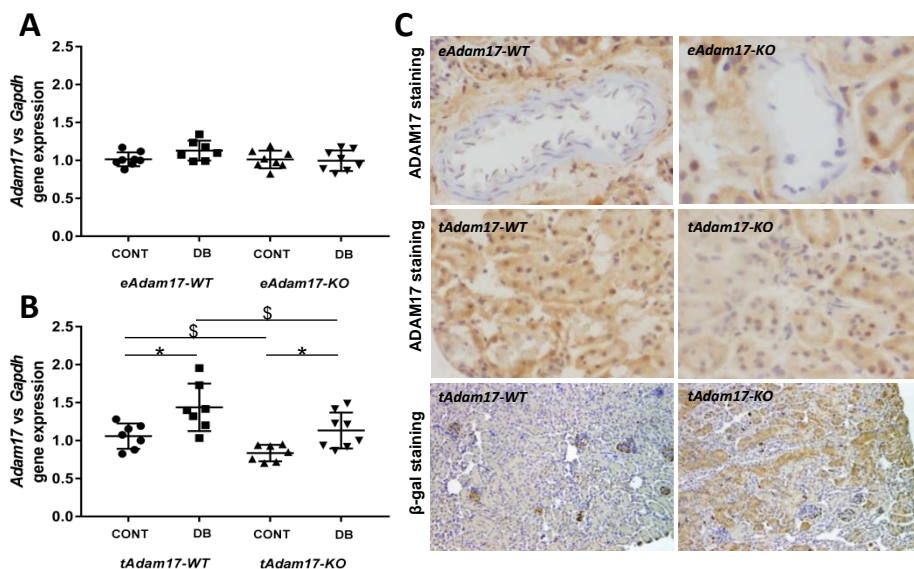 A
2.5
2.0
1.5
1.0
0.5
0.0
Adam17 vs Gapdh
gene expression
CONT DB CONT DB
eAdam17-WT eAdam17-KO
B
2.5
2.0
1.5
1.0
0.5
0.0
Adam17 vs Gapdh
gene expression
$
$
* *
CONT DB CONT DB
tAdam17-WT tAdam17-KO
C
ADAM17 staining
eAdam17-WT eAdam17-KO
ADAM17 staining
tAdam17-WT tAdam17-KO
β-gal staining
tAdam17-WT tAdam17-KO